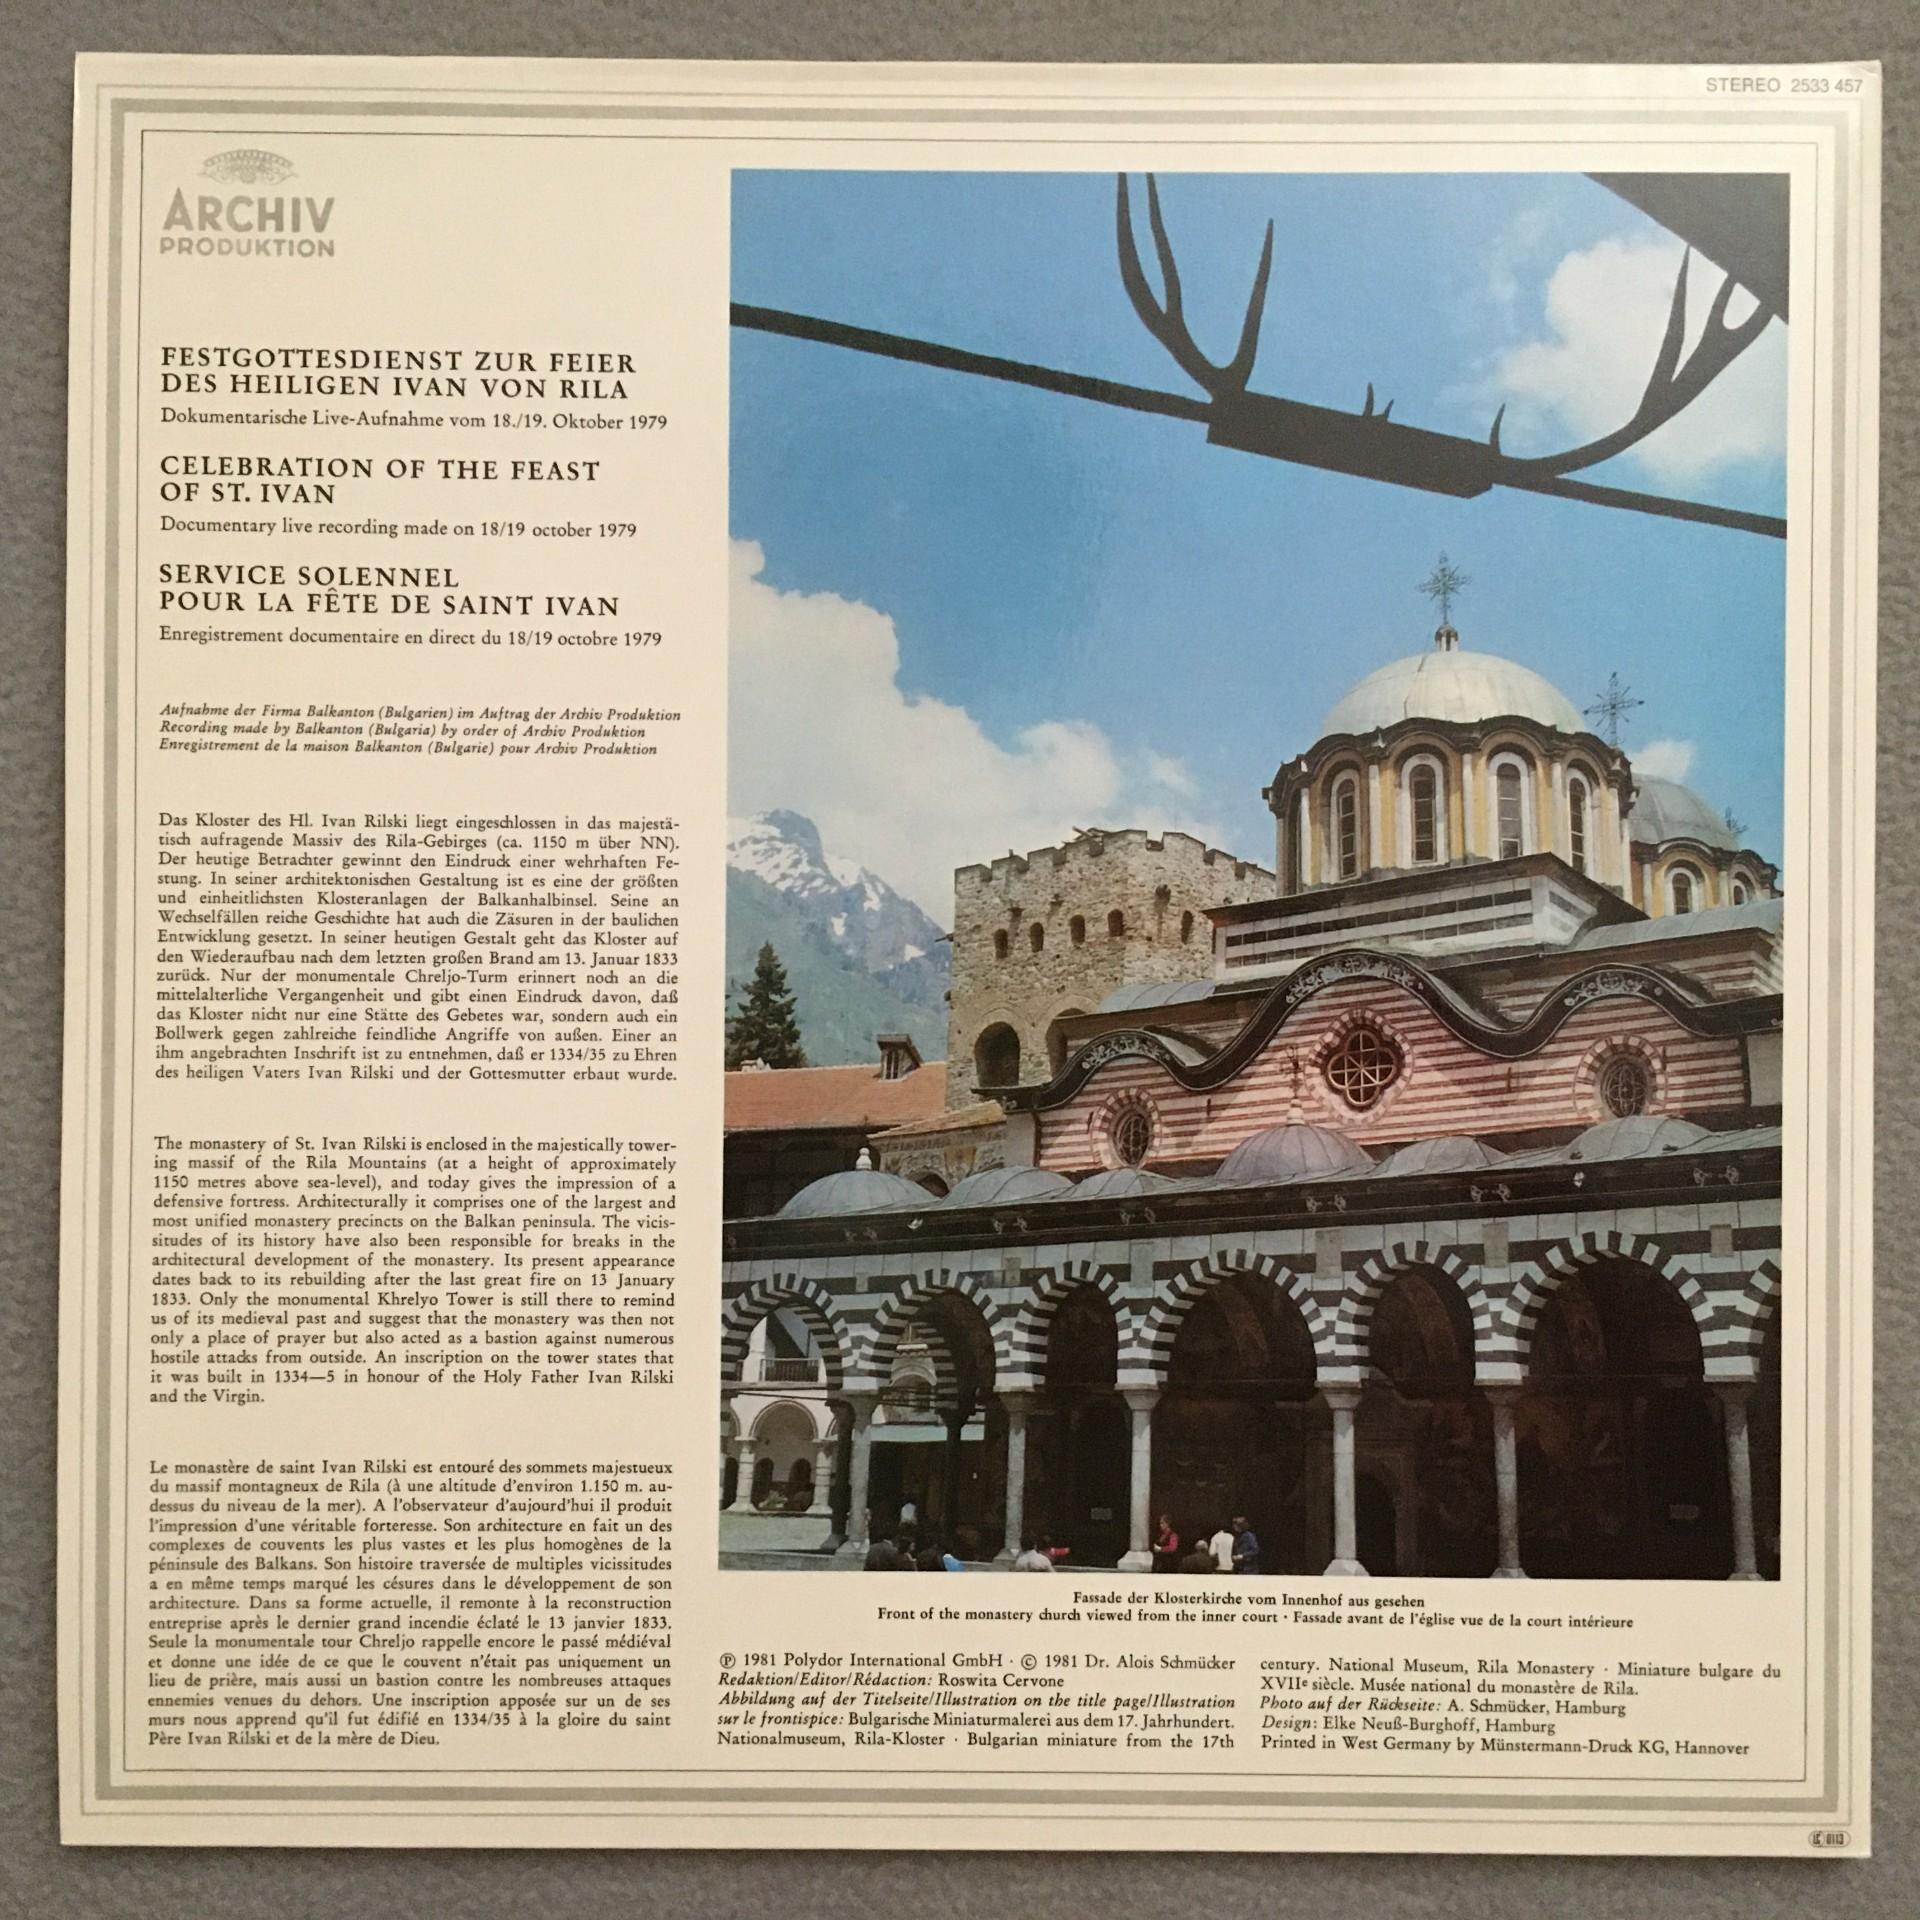 STEREO 2533 457
ARCHIV
PRODUKTION
FESTGOTTESDIENST ZUR FEIER
DES HEILIGEN IVAN VON RILA
Dokumentarische Live-Aufnahme vom 18./19. Oktober 1979
CELEBRATION OF THE FEAST
OF ST. IVAN
Documentary live recording made on 18/19 october 1979
SERVICE SOLENNEL
POUR LA FÊTE DE SAINT IVAN
Enregistrement documentaire en direct du 18/19 octobre 1979
Aufnahme der Firma Balkanton (Bulgarien) im Auftrag der Archiv Produktion
Recording made by Balkanton (Bulgaria) by order of Archiv Produktion
Enregistrement de la maison Balkanton (Bulgarie) pour Archiv Produktion
Das Kloster des Hl. Ivan Rilski liegt eingeschlossen in das majestä-
tisch aufragende Massiv des Rila-Gebirges (ca. 1150 m über NN).
Der heutige Betrachter gewinnt den Eindruck einer wehrhaften Fe-
stung. In seiner architektonischen Gestaltung ist es eine der größten
und einheitlichsten Klosteranlagen der Balkanhalbinsel. Seine an
Wechselfällen reiche Geschichte hat auch die Zäsuren in der baulichen
Entwicklung gesetzt. In seiner heutigen Gestalt geht das Kloster auf
den Wiederaufbau nach dem letzten großen Brand am 13. Januar 1833
zurück. Nur der monumentale Chreljo-Turm erinnert noch an die
mittelalterliche Vergangenheit und gibt einen Eindruck davon, daß
das Kloster nicht nur eine Stätte des Gebetes war, sondern auch ein
Bollwerk gegen zahlreiche feindliche Angriffe von außen. Einer an
ihm angebrachten Inschrift ist zu entnehmen, daß er 1334/35 zu Ehren
des heiligen Vaters Ivan Rilski und der Gottesmutter erbaut wurde.
The monastery of St. Ivan Rilski is enclosed in the majestically tower-
ing massif of the Rila Mountains (at a height of approximately
1150 metres above sea-level), and today gives the impression of a
defensive fortress. Architecturally it comprises one of the largest and
most unified monastery precincts on the Balkan peninsula. The vicis-
situdes of its history have also been responsible for breaks in the
architectural development of the monastery. Its present appearance
dates back to its rebuilding after the last great fire on 13 January
1833. Only the monumental Khrelyo Tower is still there to remind
us of its medieval past and suggest that the monastery was then not
only a place of prayer but also acted as a bastion against numerous
hostile attacks from outside. An inscription on the tower states that
it was built in 1334—5 in honour of the Holy Father Ivan Rilski
and the Virgin.
Le monastère de saint Ivan Rilski est entouré des sommets majestueux
du massif montagneux de Rila (à une altitude d'environ 1.150 m. au-
dessus du niveau de la mer). A l'observateur d'aujourd'hui il produit
l'impression d'une véritable forteresse. Son architecture en fait un des
complexes de couvents les plus vastes et les plus homogènes de la
péninsule des Balkans. Son histoire traversée de multiples vicissitudes
a en même temps marqué les césures dans le développement de son
architecture. Dans sa forme actuelle, il remonte à la reconstruction
entreprise après le dernier grand incendie éclaté le 13 janvier 1833.
Seule la monumentale tour Chreljo rappelle encore le passé médiéval
et donne une idée de ce que le couvent n'était pas uniquement un
lieu de prière, mais aussi un bastion contre les nombreuses attaques
ennemies venues du dehors. Une inscription apposée sur un de ses
murs nous apprend qu'il fut édifié en 1334/35 à la gloire du saint
Père Ivan Rilski et de la mère de Dieu.
Fassade der Klosterkirche vom Innenhof aus gesehen
Front of the monastery church viewed from the inner court · Fassade avant de l'église vue de la court intérieure
℗ 1981 Polydor International GmbH · © 1981 Dr. Alois Schmücker
Redaktion/Editor/Rédaction: Roswita Cervone
Abbildung auf der Titelseite/Illustration on the title page/Illustration
sur le frontispice: Bulgarische Miniaturmalerei aus dem 17. Jahrhundert.
Nationalmuseum, Rila-Kloster · Bulgarian miniature from the 17th
century. National Museum, Rila Monastery · Miniature bulgare du
XVIIe siècle. Musée national du monastère de Rila.
Photo auf der Rückseite: A. Schmücker, Hamburg
Design: Elke Neuß-Burghoff, Hamburg
Printed in West Germany by Münstermann-Druck KG, Hannover
LC 0113